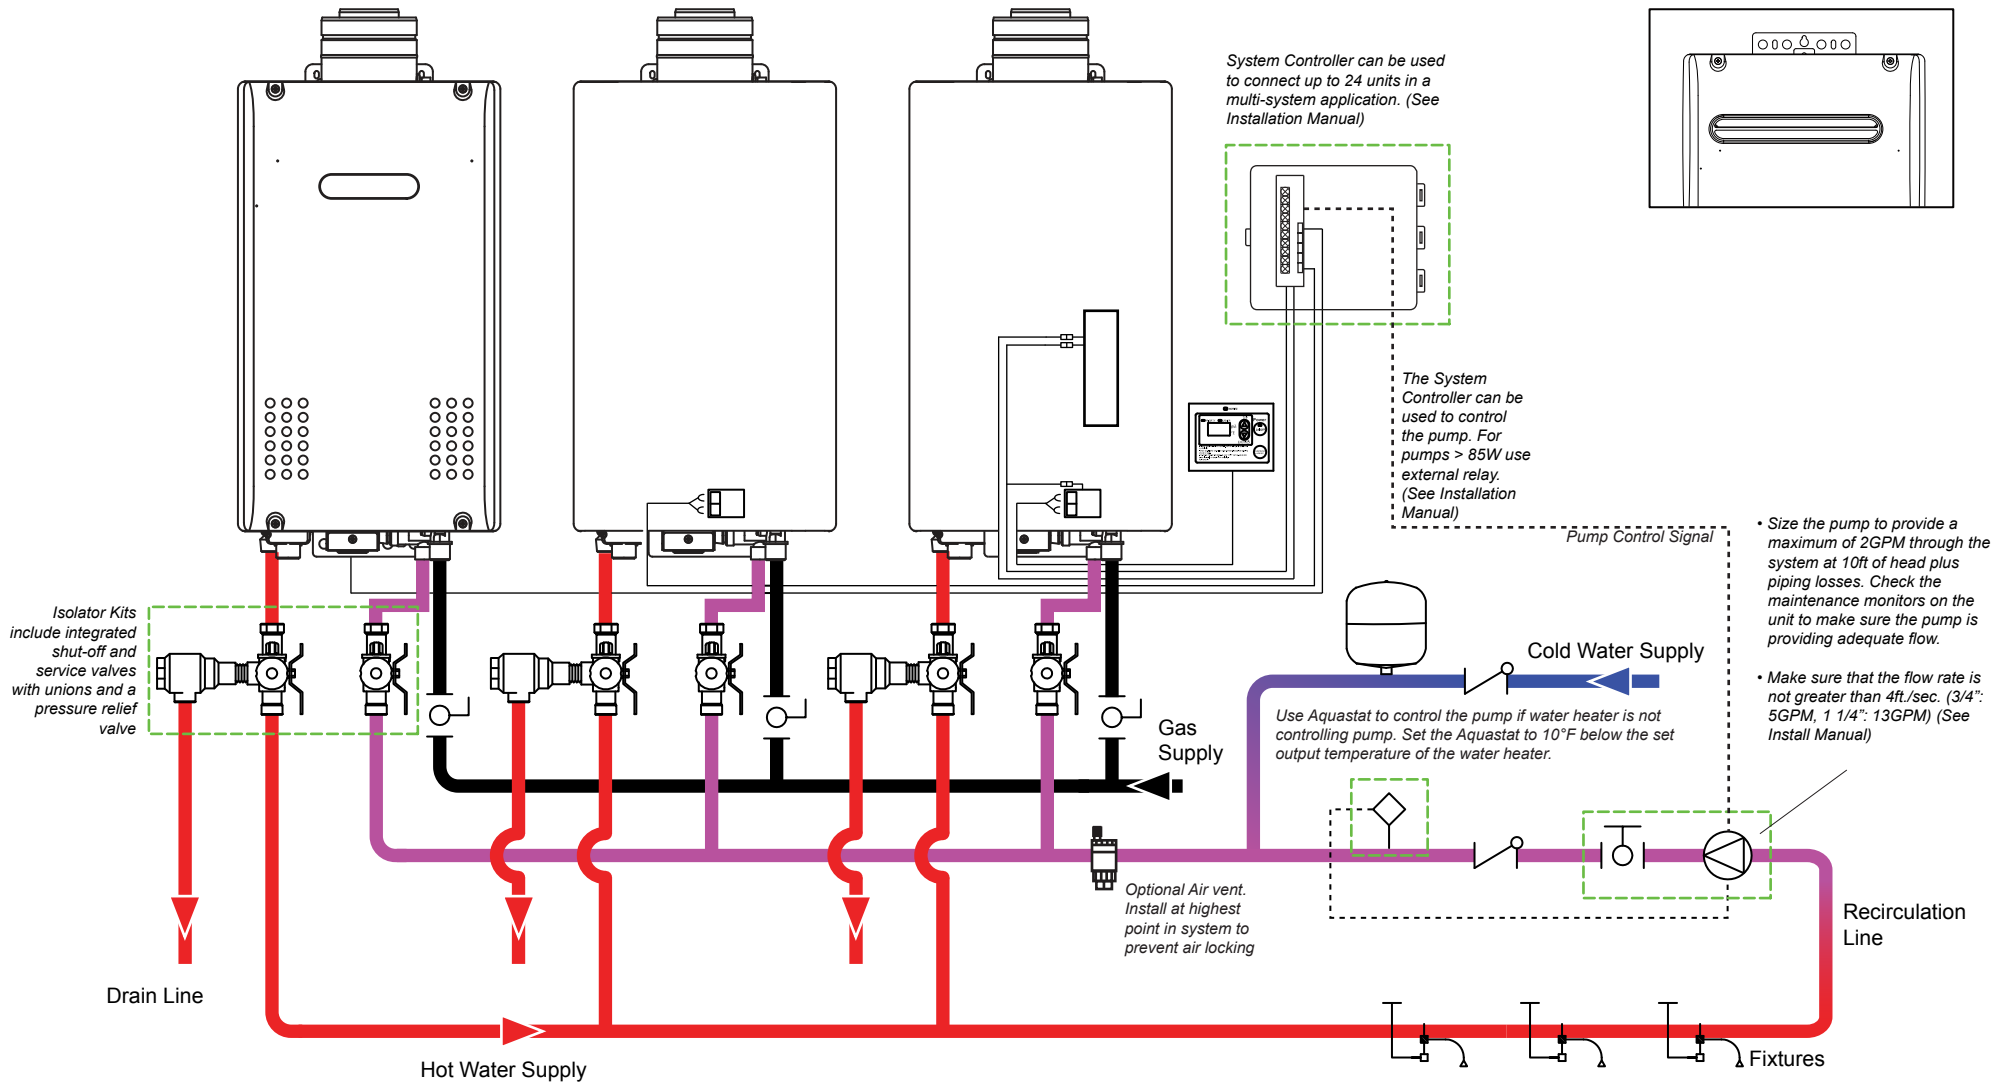 System Controller can be used
to connect up to 24 units in a
multi-system application. (See
Installation Manual)
The System
Controller can be
used to control
the pump. For
pumps > 85W use
external relay.
(See Installation
Manual)
Pump Control Signal
• Size the pump to provide a
maximum of 2GPM through the
system at 10ft of head plus
piping losses. Check the
maintenance monitors on the
unit to make sure the pump is
providing adequate flow.
• Make sure that the flow rate is
not greater than 4ft./sec. (3/4”:
5GPM, 1 1/4”: 13GPM) (See
Install Manual)
Isolator Kits
include integrated
shut-off and
service valves
with unions and a
pressure relief
valve
Cold Water Supply
Use Aquastat to control the pump if water heater is not
controlling pump. Set the Aquastat to 10°F below the set
output temperature of the water heater.
Gas
Supply
Optional Air vent.
Install at highest
point in system to
prevent air locking
Recirculation
Line
Drain Line
Hot Water Supply
Fixtures